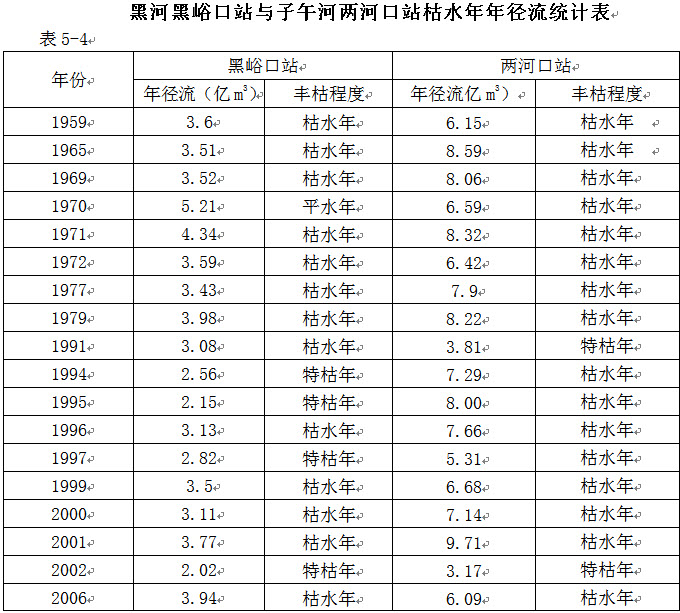 黑河黑峪口站与子午河两河口站枯水年年径流统计表
表 5-4
年份 黑峪口站 两河口站
年径流（亿m³） 丰枯程度 年径流亿m³） 丰枯程度
1959 3.6 枯水年 6.15 枯水年
1965 3.51 枯水年 8.59 枯水年
1969 3.52 枯水年 8.06 枯水年
1970 5.21 平水年 6.59 枯水年
1971 4.34 枯水年 8.32 枯水年
1972 3.59 枯水年 6.42 枯水年
1977 3.43 枯水年 7.9 枯水年
1979 3.98 枯水年 8.22 枯水年
1991 3.08 枯水年 3.81 特枯年
1994 2.56 特枯年 7.29 枯水年
1995 2.15 特枯年 8.00 枯水年
1996 3.13 枯水年 7.66 枯水年
1997 2.82 特枯年 5.31 枯水年
1999 3.5 枯水年 6.68 枯水年
2000 3.11 枯水年 7.14 枯水年
2001 3.77 枯水年 9.71 枯水年
2002 2.02 特枯年 3.17 特枯年
2006 3.94 枯水年 6.09 枯水年